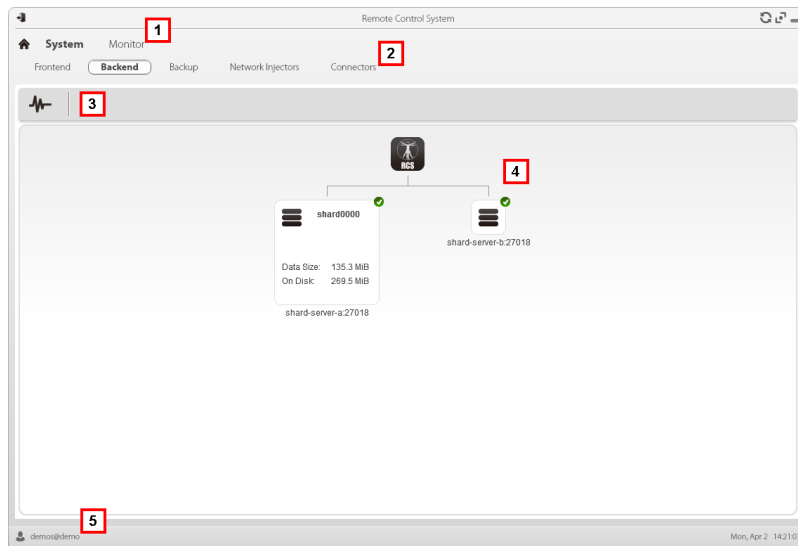 Remote Control System
1
System Monitor
2
Frontend Backend Backup Network Injectors Connectors
3
RCS
4
shard0000
shard-server-b:27018
Data Size: 135.3 MiB
On Disk: 269.5 MiB
shard-server-a:27018
5
demos@demo Mon, Apr 2